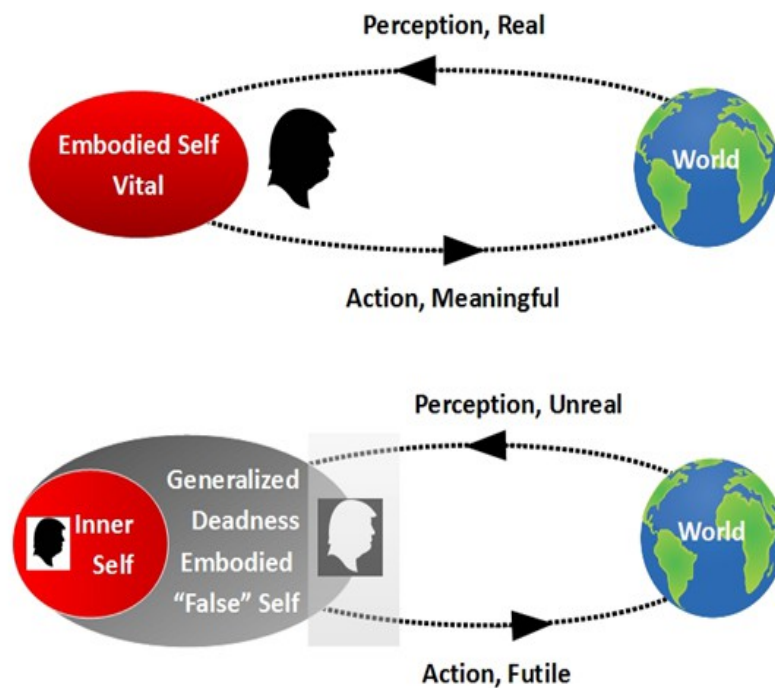 Perception, Real
Embodied Self
Vital
World
Action, Meaningful
Perception, Unreal
Generalized
Deadness
Embodied
“False” Self
Inner
Self
World
Action, Futile